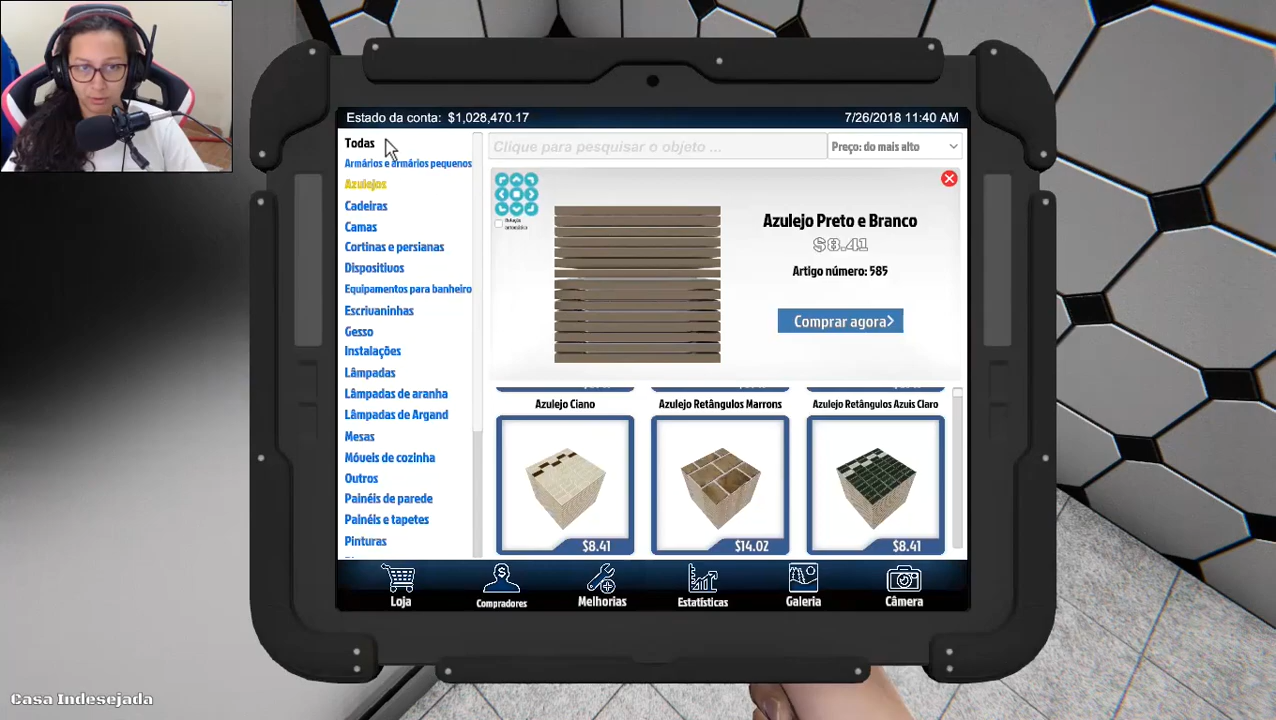 Estado da conta: $1,028,470.17
7/26/2018 11:40 AM
Todas
Armários e armários pequenos
Azulejos
Cadeiras
Camas
Cortinas e persianas
Dispositivos
Equipamentos para banheiro
Escrivaninhas
Gesso
Instalações
Lâmpadas
Lâmpadas de aranha
Lâmpadas de Argand
Mesas
Móveis de cozinha
Outros
Painéis de parede
Painéis e tapetes
Pinturas
Clique para pesquisar o objeto ...
Preço: do mais alto
Rotação
automático
Azulejo Preto e Branco
$8.41
Artigo número: 585
Comprar agora>
Azulejo Ciano
Azulejo Retângulos Marrons
Azulejo Retângulos Azuis Claro
$8.41
$14.02
$8.41
Loja
Compradores
Melhorias
Estatísticas
Galeria
Câmera
Casa Indesejada